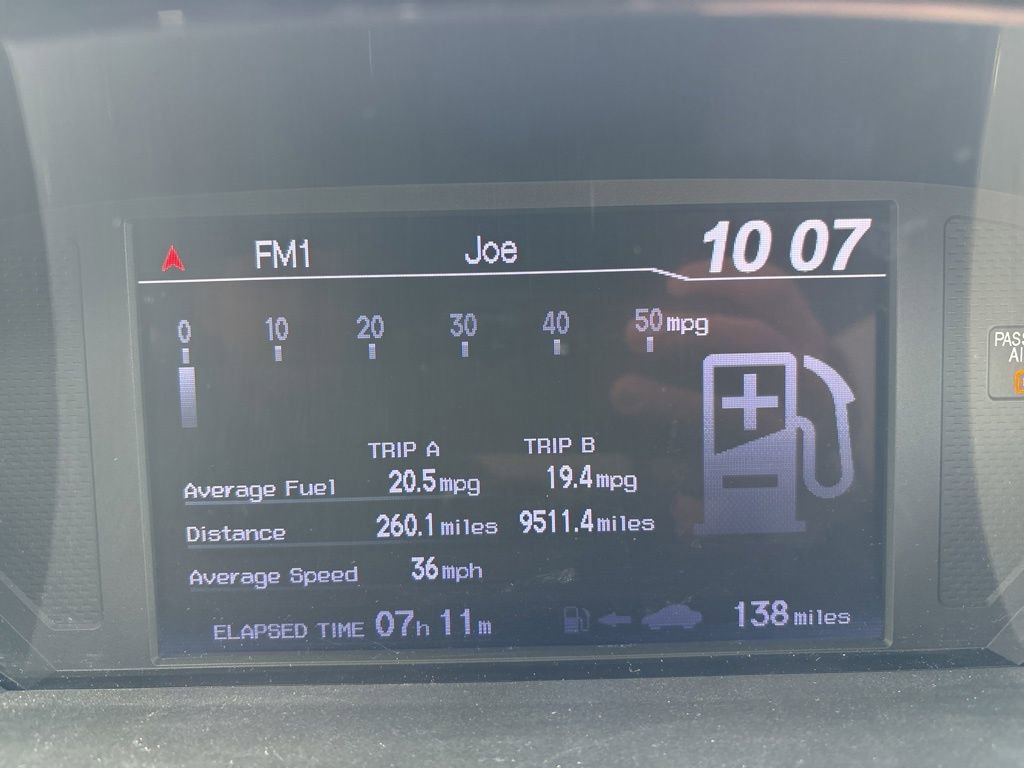 FM1 Joe 10 07
0 10 20 30 40 50 mpg
TRIP A TRIP B
Average Fuel 20.5 mpg 19.4 mpg
Distance 260.1 miles 9511.4 miles
Average Speed 36 mph
ELAPSED TIME 07h 11m 138 miles